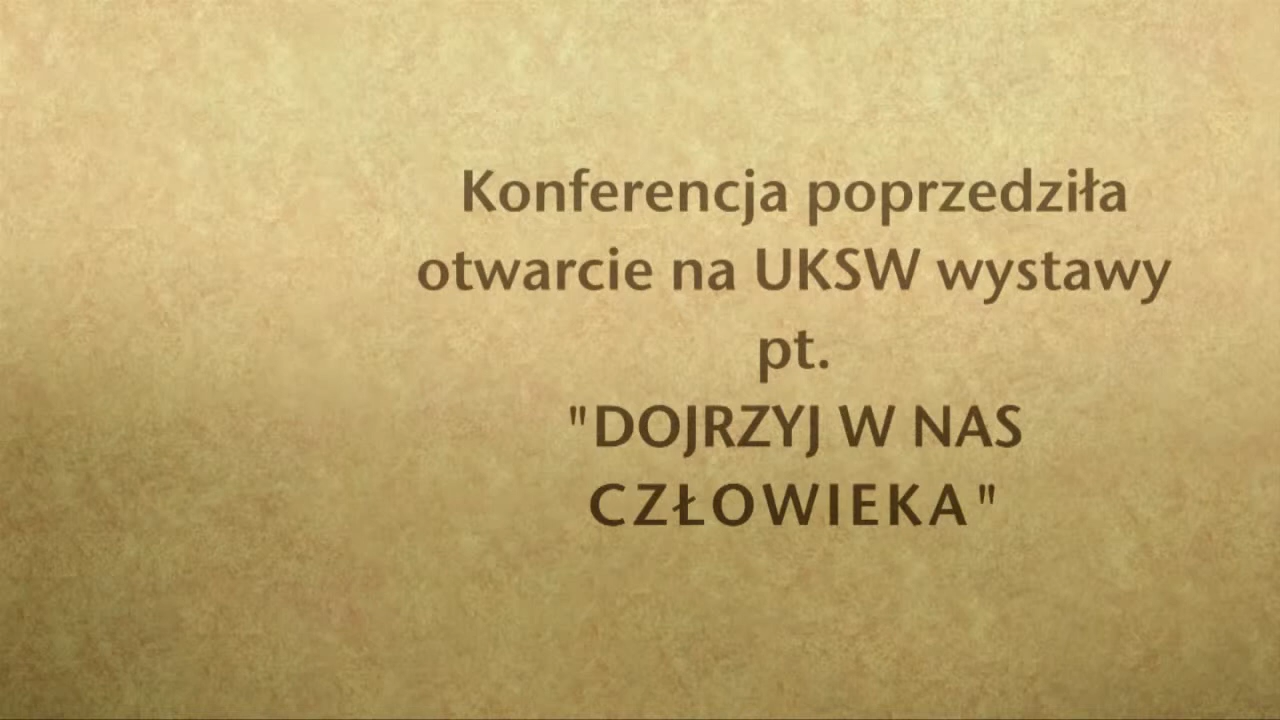 Konferencja poprzedziła
otwarcie na UKSW wystawy
pt.
"DOJRZYJ W NAS
CZŁOWIEKA"